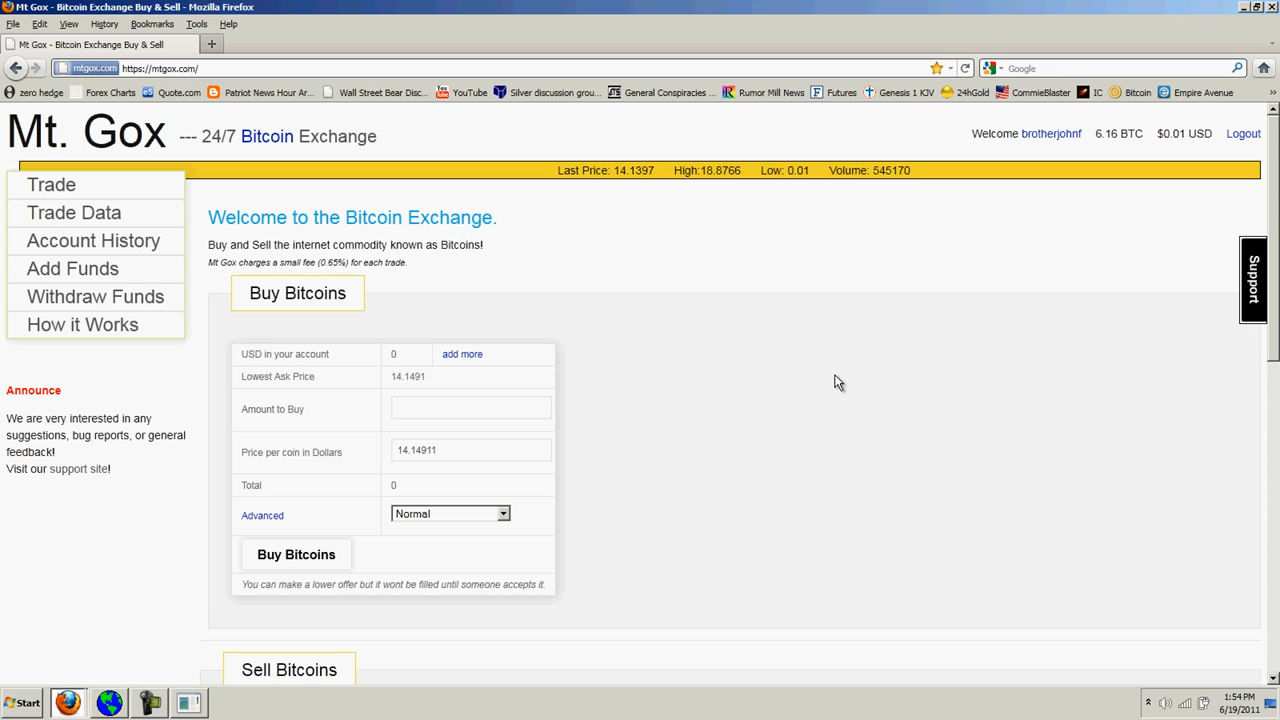 Mt Gox - Bitcoin Exchange Buy & Sell - Mozilla Firefox
File Edit View History Bookmarks Tools Help
Mt Gox - Bitcoin Exchange Buy & Sell
mtgox.com https://mtgox.com/ Google
zero hedge Forex Charts Quote.com Patriot News Hour Ar... Wall Street Bear Disc... YouTube Silver discussion grou... General Conspiracies ... Rumor Mill News Futures Genesis 1 KJV 24hGold CommieBlaster IC Bitcoin Empire Avenue
Mt. Gox --- 24/7 Bitcoin Exchange
Welcome brotherjohnf 6.16 BTC $0.01 USD Logout
Last Price: 14.1397 High:18.8766 Low: 0.01 Volume: 545170
Trade
Trade Data
Account History
Add Funds
Withdraw Funds
How it Works
Announce
We are very interested in any
suggestions, bug reports, or general
feedback!
Visit our support site!
Welcome to the Bitcoin Exchange.
Buy and Sell the internet commodity known as Bitcoins!
Mt Gox charges a small fee (0.65%) for each trade.
Buy Bitcoins
USD in your account 0 add more
Lowest Ask Price 14.1491
Amount to Buy
Price per coin in Dollars 14.14911
Total 0
Advanced Normal
Buy Bitcoins
You can make a lower offer but it wont be filled until someone accepts it.
Sell Bitcoins
Support
Start
1:54 PM
6/19/2011